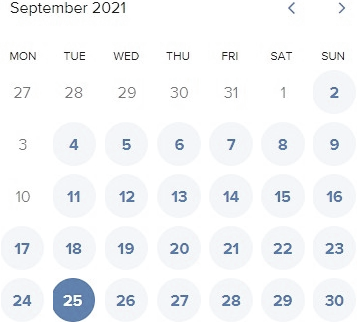 September 2021
MON TUE WED THU FRI SAT SUN
27 28 29 30 31 1 2
3 4 5 6 7 8 9
10 11 12 13 14 15 16
17 18 19 20 21 22 23
24 25 26 27 28 29 30